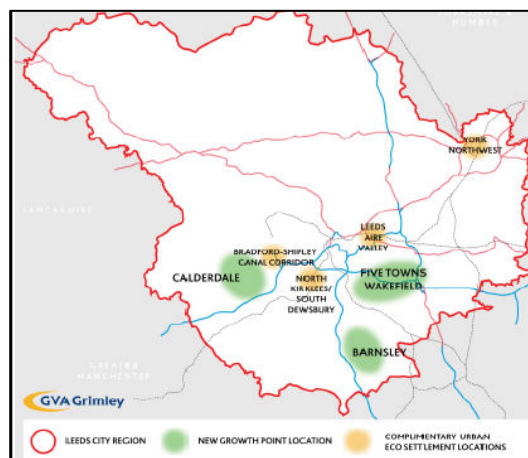 HUMBER
YORK
NORTHWEST
LANCASHIRE
LEEDS
AIRE
VALLEY
BRADFORD-SHIPLEY
CANAL CORRIDOR
CALDERDALE
NORTH
KIRKLEES/
SOUTH
DEWSBURY
FIVE TOWNS
WAKEFIELD
BARNSLEY
GREATER
MANCHESTER
GVA Grimley
LEEDS CITY REGION
NEW GROWTH POINT LOCATION
COMPLIMENTARY URBAN
ECO SETTLEMENT LOCATIONS